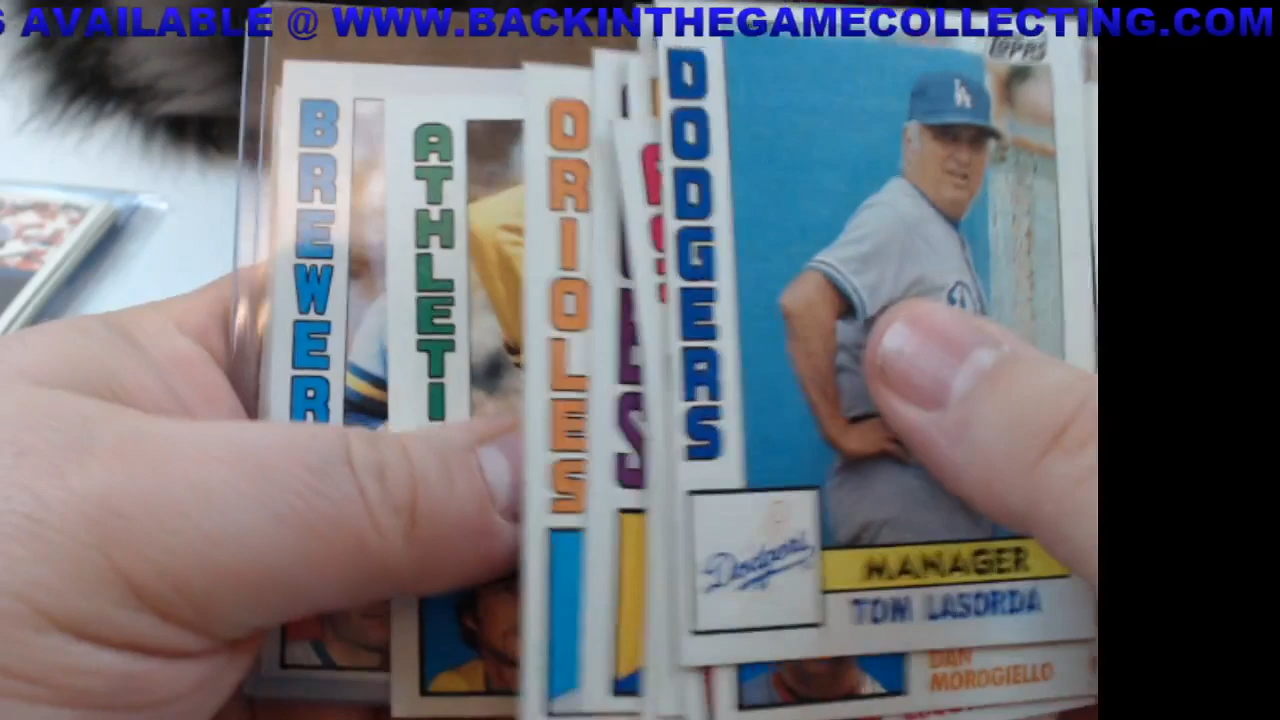 S AVAILABLE @ WWW.BACKINTHEGAMECOLLECTING.COM
TOPPS
BREWER
ATHLETI
ORIOLES
DODGERS
Dodgers
MANAGER
TOM LASORDA
DAN
MOROGIELLO